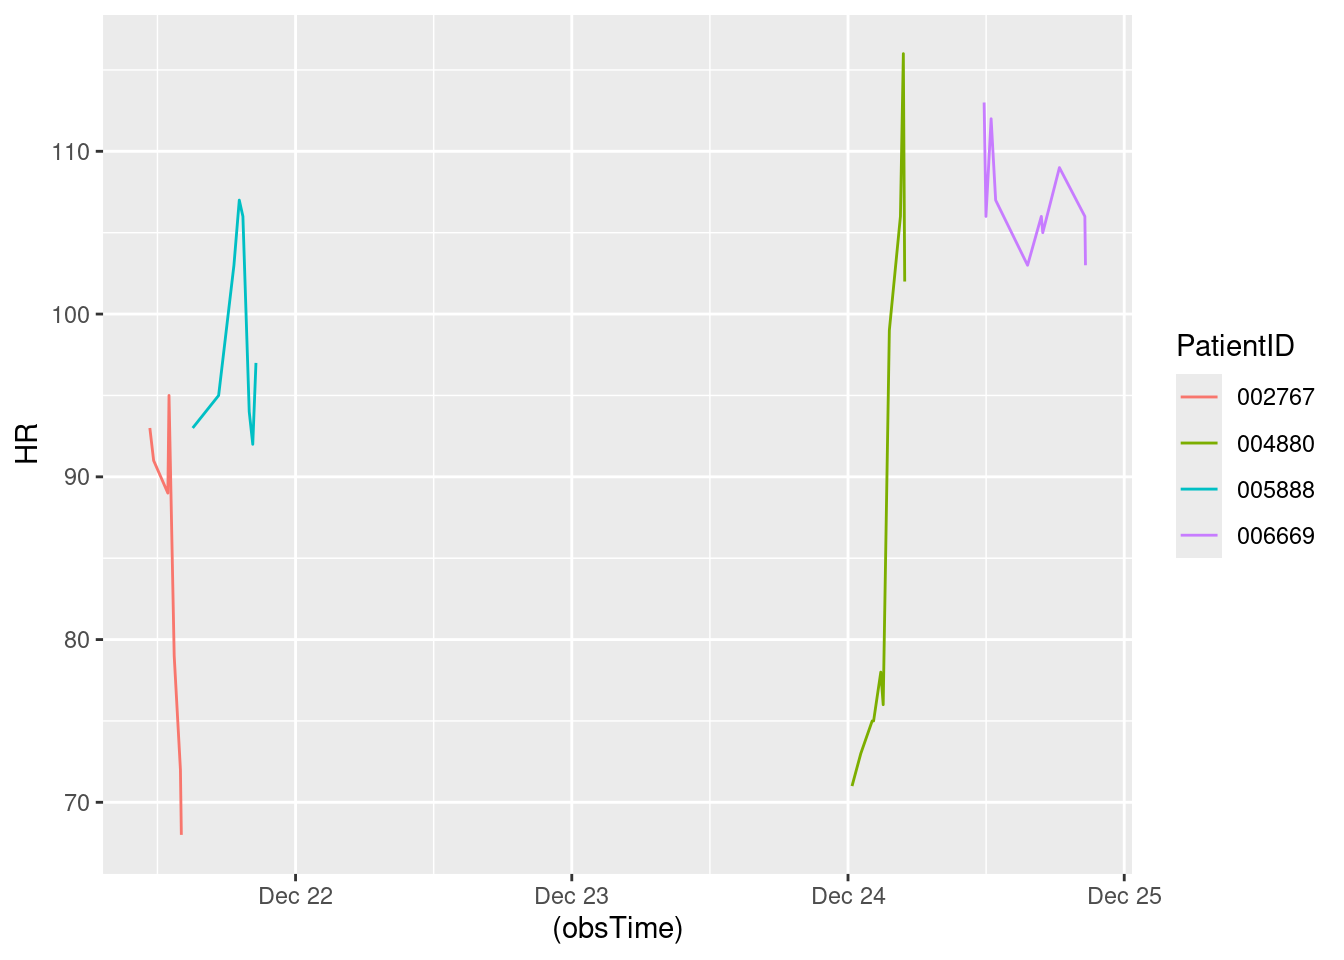 110
100
90
80
70
HR
Dec 22
Dec 23
Dec 24
Dec 25
(obsTime)
PatientID
002767
004880
005888
006669